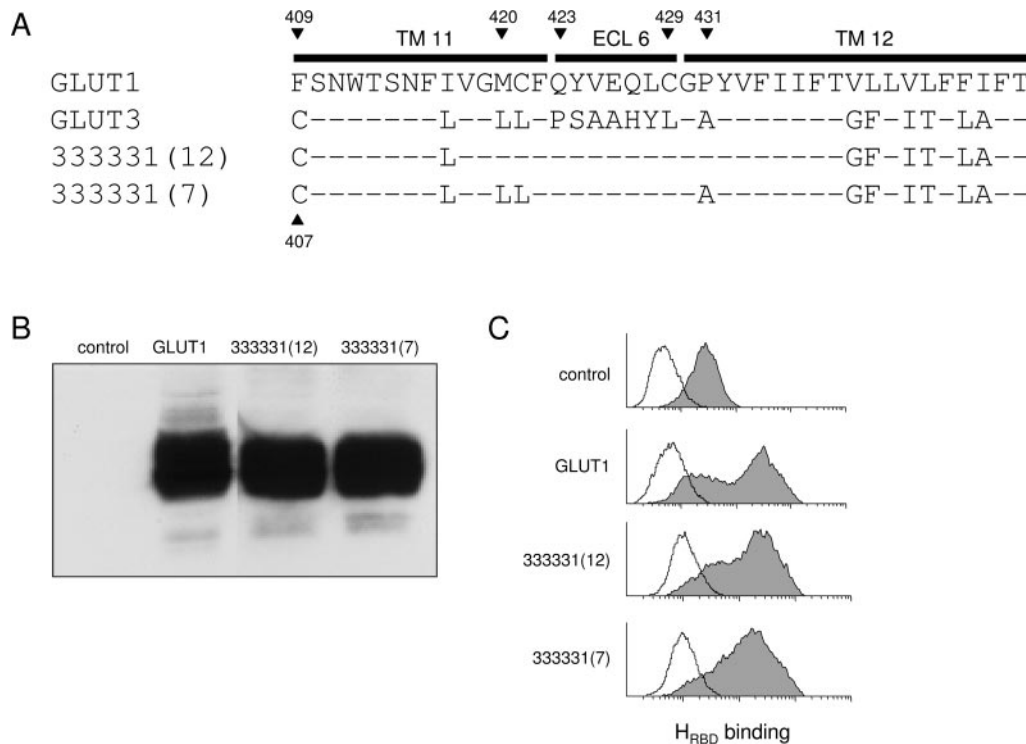 A
409 420 423 429 431
TM 11 ECL 6 TM 12
GLUT1 FSNWTSNFIVGMCFQYVEQLCGPYVFIIFTVLLVLFFIFT
GLUT3 C-------L--LL-PSAAHYL-A-------GF-IT-LA--
333331(12) C-------L---------------------GF-IT-LA--
333331(7) C-------L--LL---------A-------GF-IT-LA--
407
B
control GLUT1 333331(12) 333331(7)
C
control
GLUT1
333331(12)
333331(7)
HRBD binding